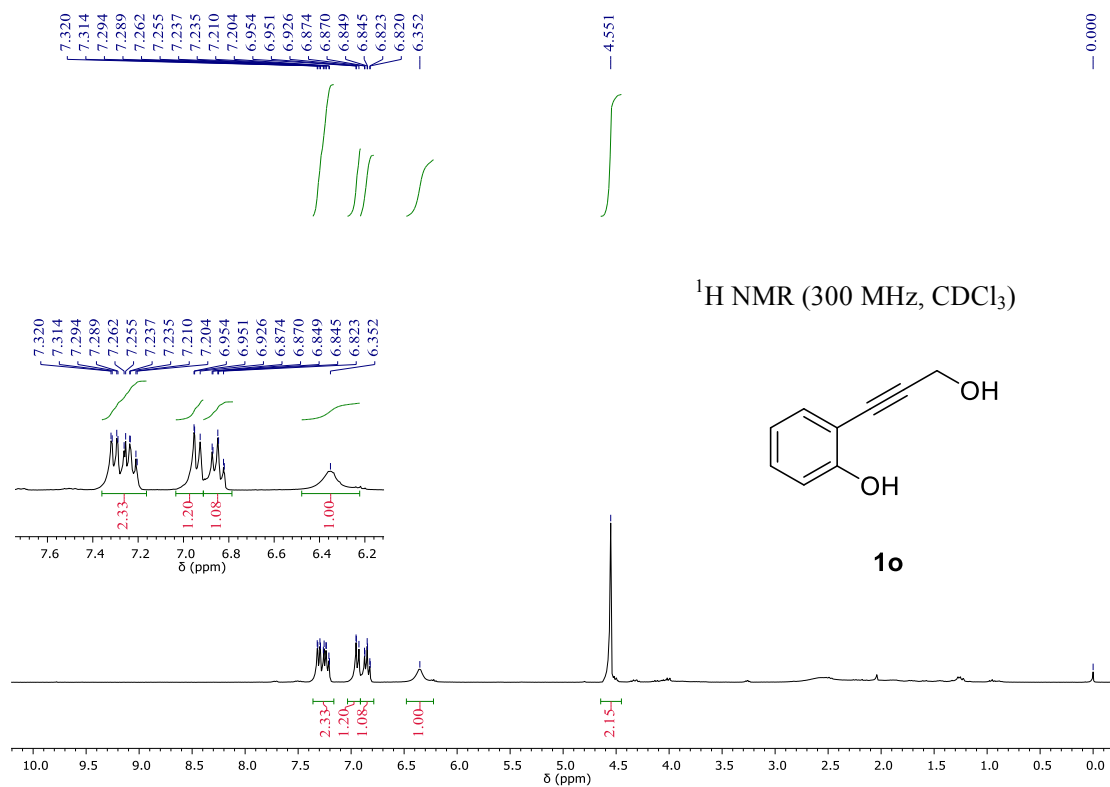 7.320 7.314 7.294 7.289 7.262 7.255 7.237 7.235 7.210 7.204 6.954 6.951 6.926 6.874 6.870 6.849 6.845 6.823 6.820 6.352 4.551 0.000
¹H NMR (300 MHz, CDCl₃)
7.320 7.314 7.294 7.289 7.262 7.255 7.237 7.235 7.210 7.204 6.954 6.951 6.926 6.874 6.870 6.849 6.845 6.823 6.352
OH
OH
2.33 1.20 1.08 1.00
7.6 7.4 7.2 7.0 6.8 6.6 6.4 6.2
δ (ppm)
1o
2.33 1.20 1.08 1.00 2.15
10.0 9.5 9.0 8.5 8.0 7.5 7.0 6.5 6.0 5.5 5.0 4.5 4.0 3.5 3.0 2.5 2.0 1.5 1.0 0.5 0.0
δ (ppm)